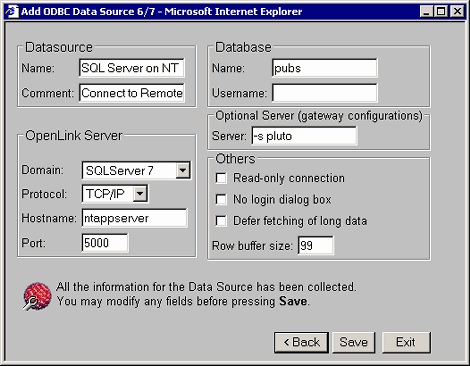 Add ODBC Data Source 6/7 - Microsoft Internet Explorer
Datasource
Name: SQL Server on NT
Comment: Connect to Remote
Database
Name: pubs
Username:
Optional Server (gateway configurations)
Server: -s pluto
OpenLink Server
Domain: SQLServer 7
Protocol: TCP/IP
Hostname: ntappserver
Port: 5000
Others
Read-only connection
No login dialog box
Defer fetching of long data
Row buffer size: 99
All the information for the Data Source has been collected.
You may modify any fields before pressing Save.
< Back Save Exit